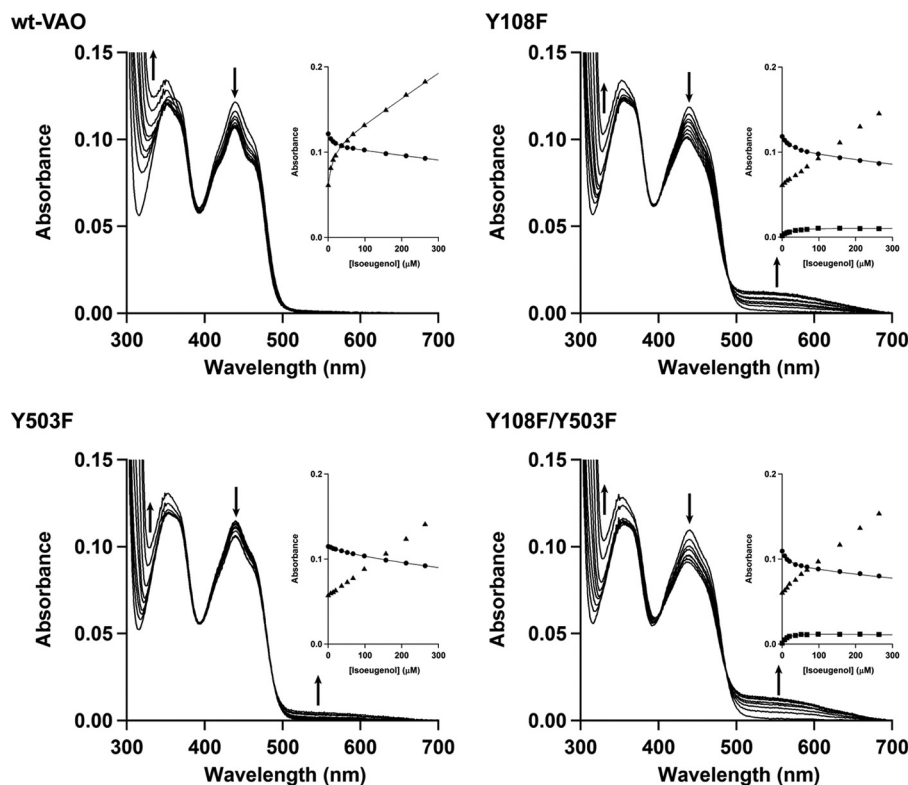 wt-VAO
Absorbance
0.15
0.10
0.05
0.00
300 400 500 600 700
Wavelength (nm)
Absorbance
0.2
0.1
0.0
0 100 200 300
[Isoeugenol] (μM)
Y108F
Absorbance
0.15
0.10
0.05
0.00
300 400 500 600 700
Wavelength (nm)
Absorbance
0.2
0.1
0.0
0 100 200 300
[Isoeugenol] (μM)
Y503F
Absorbance
0.15
0.10
0.05
0.00
300 400 500 600 700
Wavelength (nm)
Absorbance
0.2
0.1
0.0
0 100 200 300
[Isoeugenol] (μM)
Y108F/Y503F
Absorbance
0.15
0.10
0.05
0.00
300 400 500 600 700
Wavelength (nm)
Absorbance
0.2
0.1
0.0
0 100 200 300
[Isoeugenol] (μM)